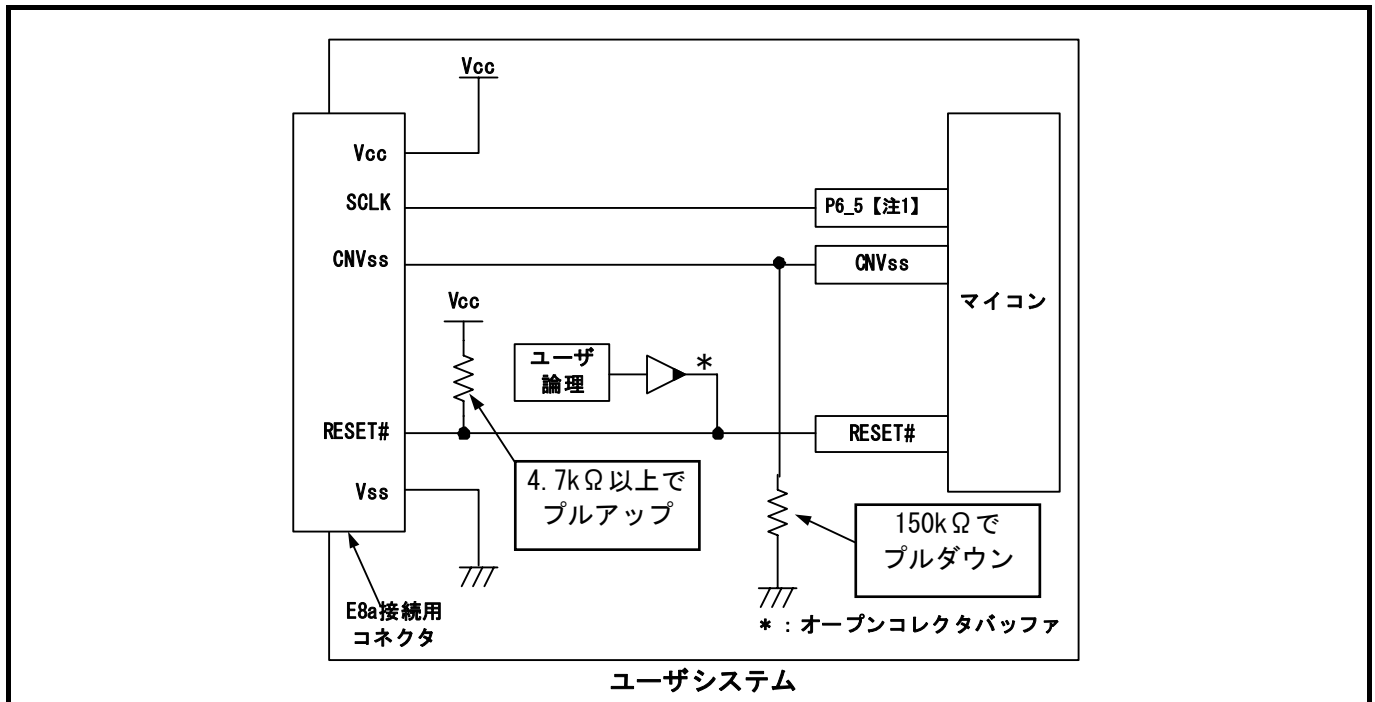 Vcc
Vcc
SCLK
P6_5【注1】
CNVss
CNVss
マイコン
Vcc
ユーザ
論理
*
RESET#
RESET#
4.7kΩ以上で
プルアップ
Vss
150kΩで
プルダウン
E8a接続用
コネクタ
*：オープンコレクタバッファ
ユーザシステム